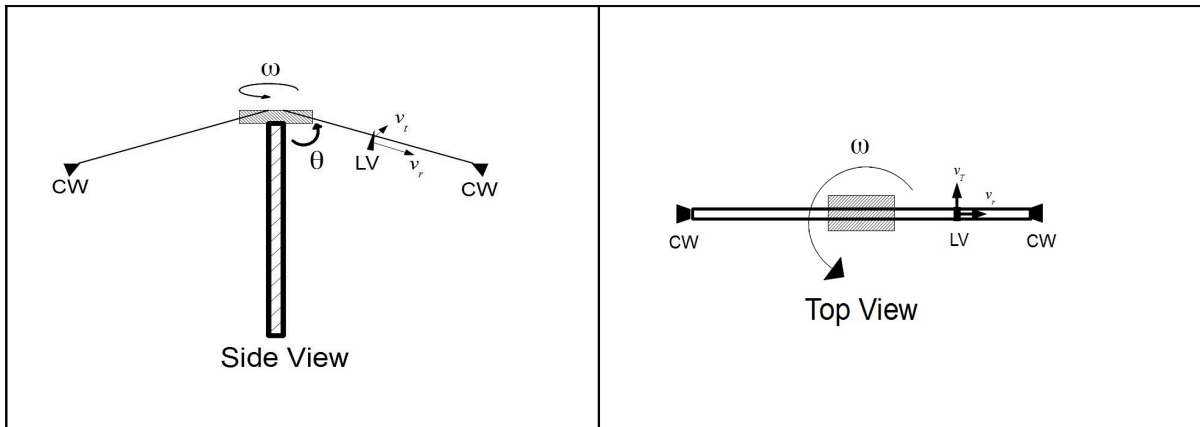 ω
v_t
θ
LV
v_r
CW
CW
Side View
ω
v_T
v_r
CW
LV
CW
Top View